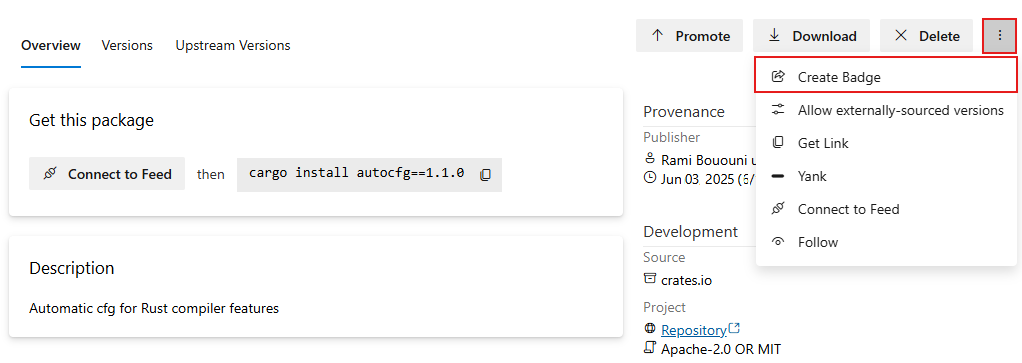 Overview Versions Upstream Versions
Promote Download Delete
Create Badge
Allow externally-sourced versions
Get Link
Yank
Connect to Feed
Follow
Get this package
Connect to Feed then cargo install autocfg==1.1.0
Description
Automatic cfg for Rust compiler features
Provenance
Publisher
Rami Bououni u
Jun 03, 2025
Development
Source
crates.io
Project
Repository
Apache-2.0 OR MIT